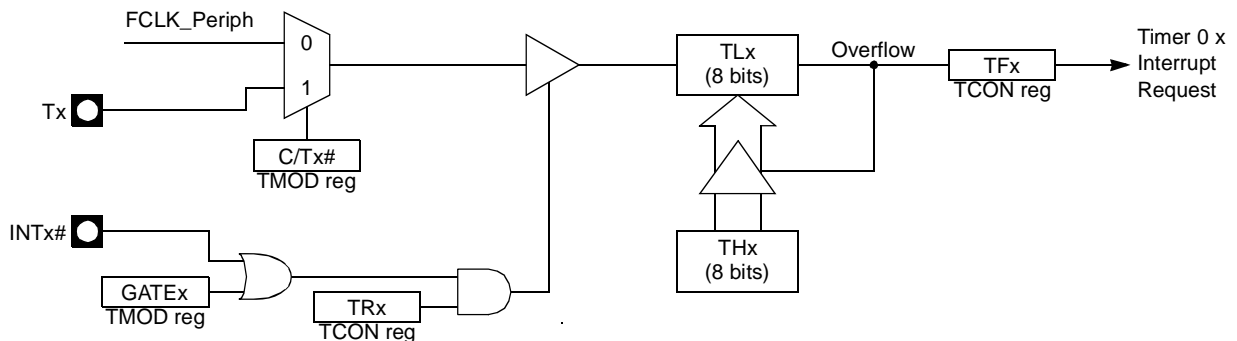 FCLK_Periph
0
1
Tx
C/Tx#
TMOD reg
TLx
(8 bits)
Overflow
TFx
TCON reg
Timer 0 x
Interrupt
Request
INTx#
GATEx
TMOD reg
TRx
TCON reg
THx
(8 bits)